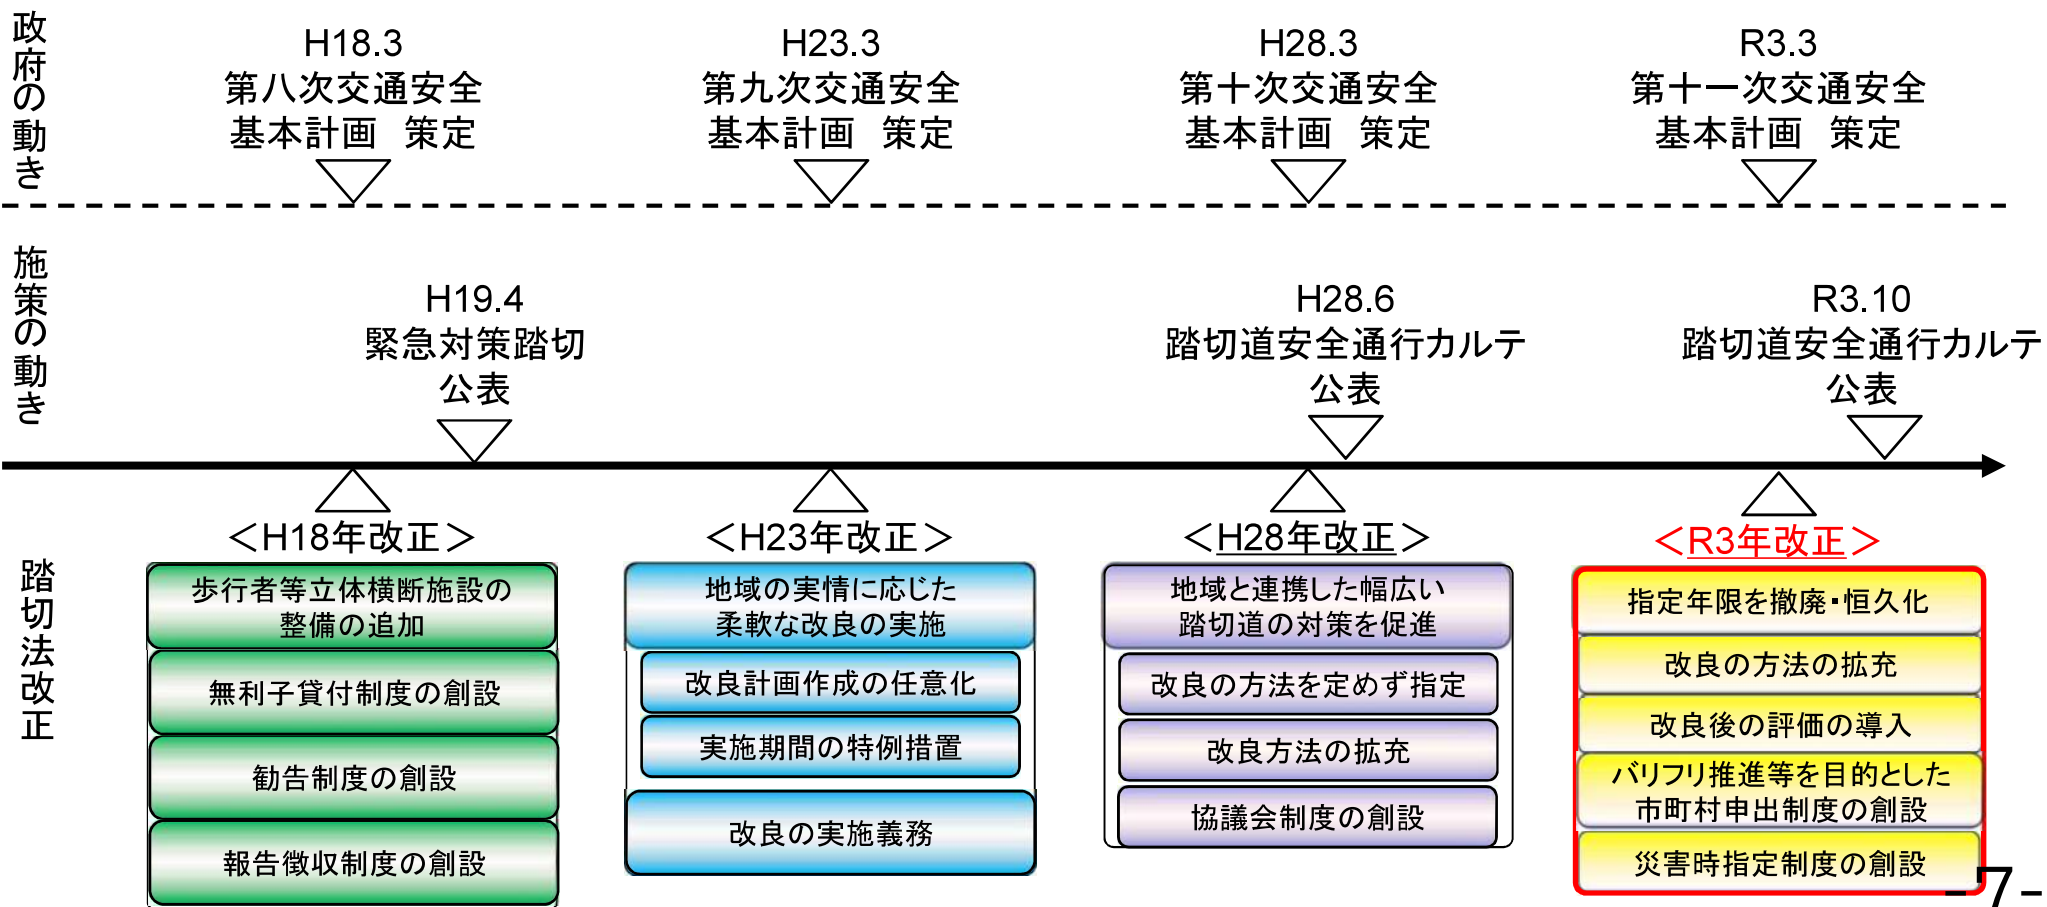 政府の動き
H18.3
第八次交通安全
基本計画　策定
H23.3
第九次交通安全
基本計画　策定
H28.3
第十次交通安全
基本計画　策定
R3.3
第十一次交通安全
基本計画　策定
施策の動き
H19.4
緊急対策踏切
公表
H28.6
踏切道安全通行カルテ
公表
R3.10
踏切道安全通行カルテ
公表
踏切法改正
＜H18年改正＞
歩行者等立体横断施設の
整備の追加
無利子貸付制度の創設
勧告制度の創設
報告徴収制度の創設
＜H23年改正＞
地域の実情に応じた
柔軟な改良の実施
改良計画作成の任意化
実施期間の特例措置
改良の実施義務
＜H28年改正＞
地域と連携した幅広い
踏切道の対策を促進
改良の方法を定めず指定
改良方法の拡充
協議会制度の創設
＜R3年改正＞
指定年限を撤廃・恒久化
改良の方法の拡充
改良後の評価の導入
バリフリ推進等を目的とした
市町村申出制度の創設
災害時指定制度の創設
-7-